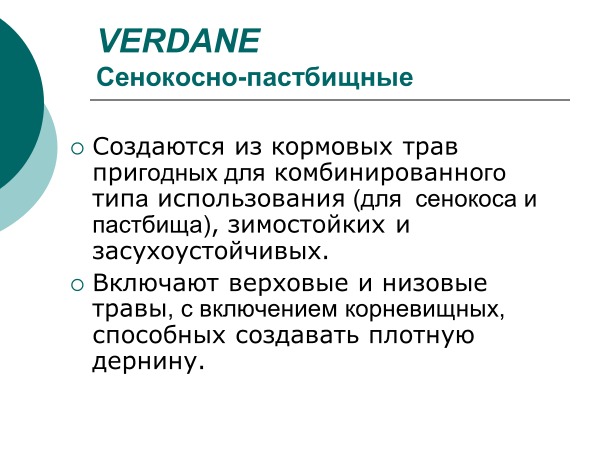 VERDANE
Сенокосно-пастбищные
Создаются из кормовых трав
пригодных для комбинированного
типа использования (для  сенокоса и
пастбища), зимостойких и
засухоустойчивых.
Включают верховые и низовые
травы, с включением корневищных,
способных создавать плотную
дернину.